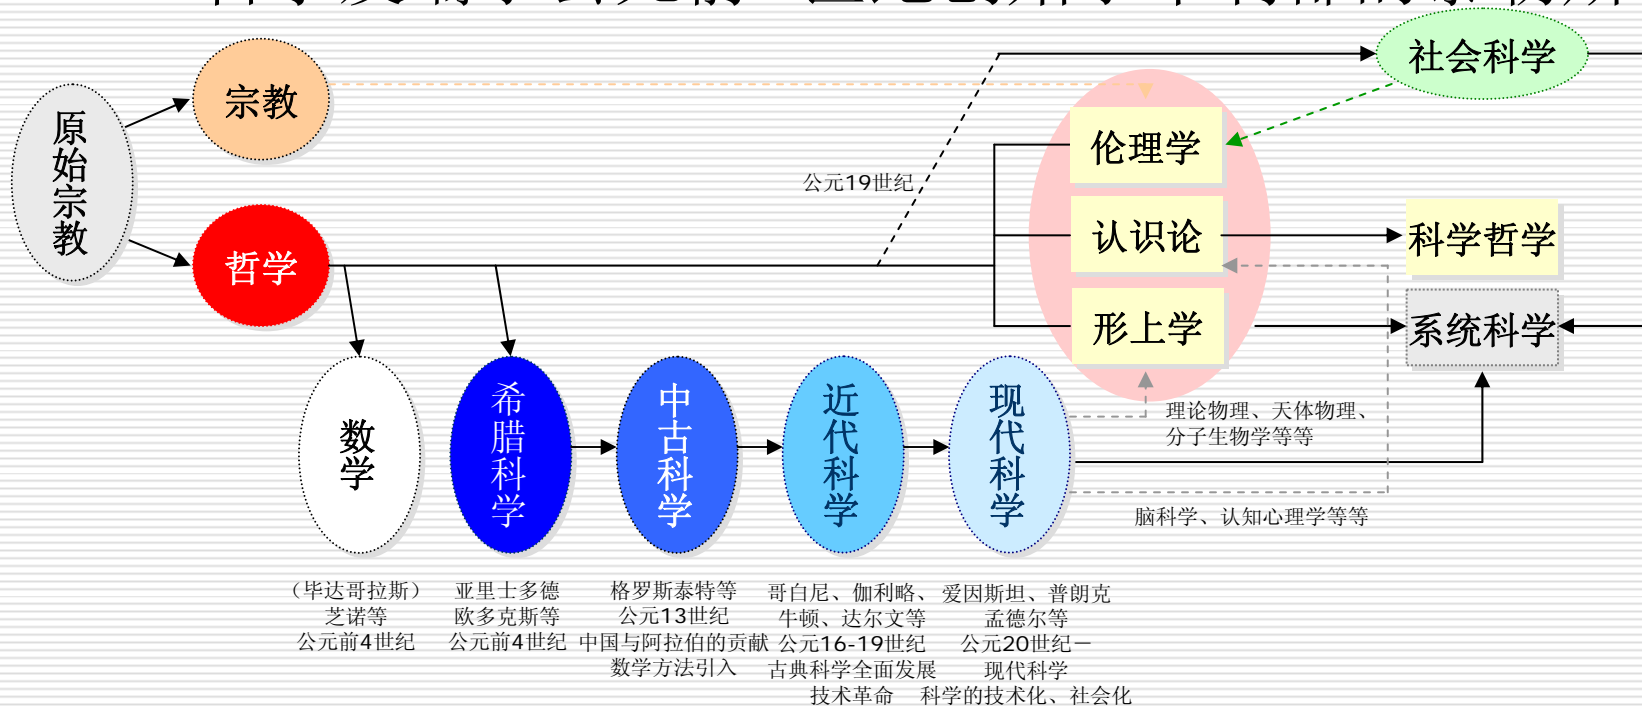 社会科学
宗教
原始宗教
伦理学
公元19世纪
认识论
科学哲学
哲学
形上学
系统科学
数学
希腊科学
中古科学
近代科学
现代科学
理论物理、天体物理、
分子生物学等等
脑科学、认知心理学等等
（毕达哥拉斯）
芝诺等
公元前4世纪
亚里士多德
欧多克斯等
公元前4世纪
格罗斯泰特等
公元13世纪
中国与阿拉伯的贡献
数学方法引入
哥白尼、伽利略、
牛顿、达尔文等
公元16-19世纪
古典科学全面发展
技术革命
爱因斯坦、普朗克
孟德尔等
公元20世纪－
现代科学
科学的技术化、社会化